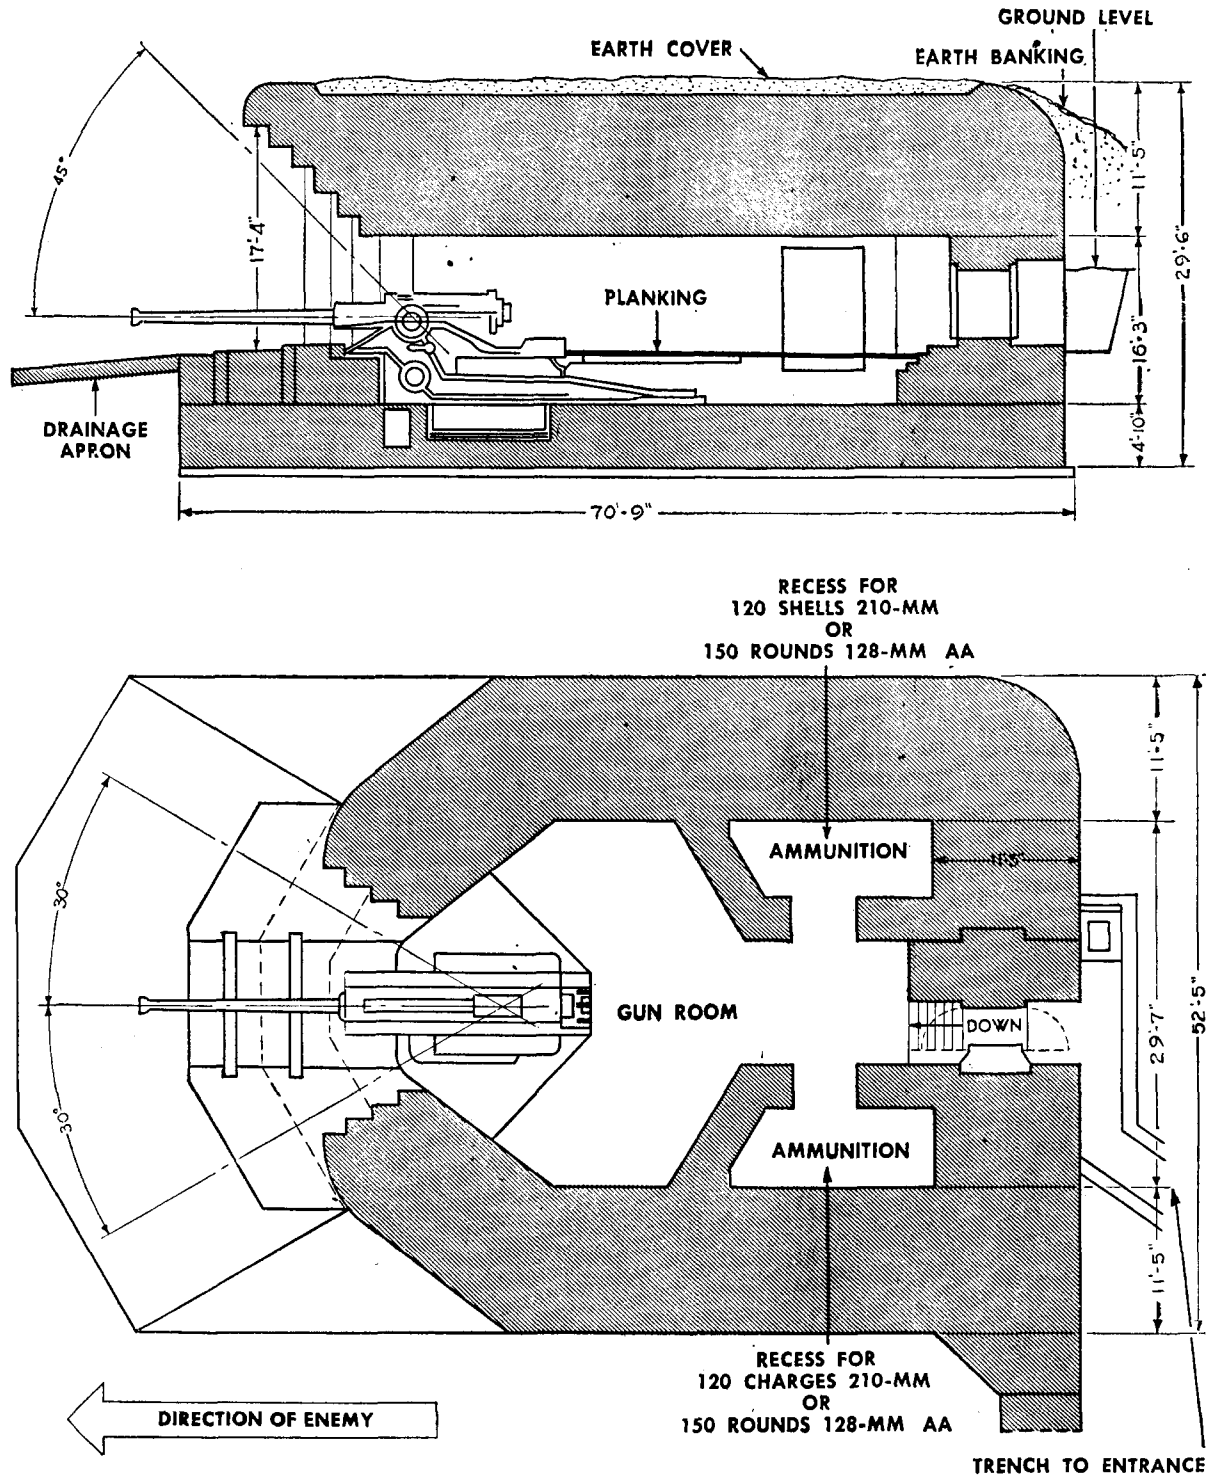 GROUND LEVEL
EARTH COVER
EARTH BANKING
45°
17'-4"
11'-5"
29'-6"
PLANKING
16'-3"
DRAINAGE
APRON
4'-10"
70'-9"
RECESS FOR
120 SHELLS 210-MM
OR
150 ROUNDS 128-MM AA
11'-5"
AMMUNITION
11'-5"
30°
GUN ROOM
DOWN
29'-7"
52'-5"
30°
AMMUNITION
11'-5"
RECESS FOR
120 CHARGES 210-MM
OR
150 ROUNDS 128-MM AA
DIRECTION OF ENEMY
TRENCH TO ENTRANCE